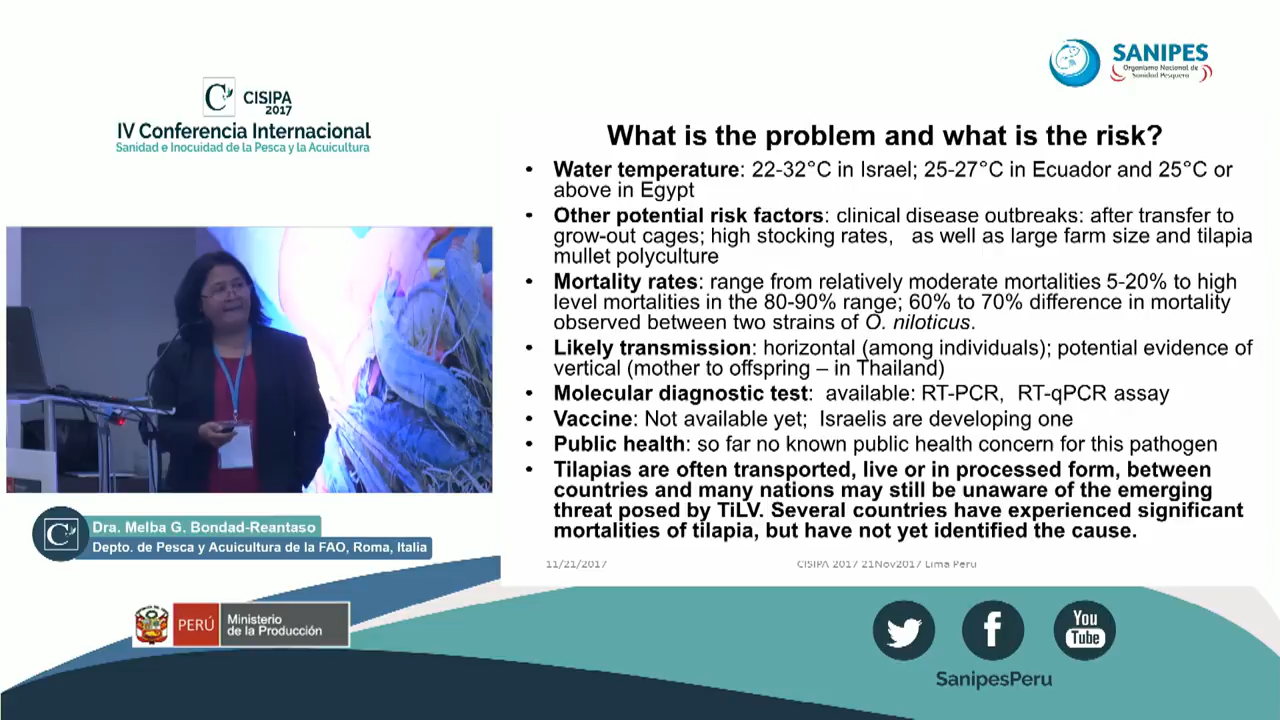 CISIPA
2017
IV Conferencia Internacional
Sanidad e Inocuidad de la Pesca y la Acuicultura
SANIPES
Organismo Nacional de
Sanidad Pesquera
What is the problem and what is the risk?
• Water temperature: 22-32°C in Israel; 25-27°C in Ecuador and 25°C or
above in Egypt
• Other potential risk factors: clinical disease outbreaks: after transfer to
grow-out cages; high stocking rates, as well as large farm size and tilapia
mullet polyculture
• Mortality rates: range from relatively moderate mortalities 5-20% to high
level mortalities in the 80-90% range; 60% to 70% difference in mortality
observed between two strains of O. niloticus.
• Likely transmission: horizontal (among individuals); potential evidence of
vertical (mother to offspring – in Thailand)
• Molecular diagnostic test: available: RT-PCR, RT-qPCR assay
• Vaccine: Not available yet; Israelis are developing one
• Public health: so far no known public health concern for this pathogen
• Tilapias are often transported, live or in processed form, between
countries and many nations may still be unaware of the emerging
threat posed by TiLV. Several countries have experienced significant
mortalities of tilapia, but have not yet identified the cause.
11/21/2017
CISIPA 2017 21Nov2017 Lima Peru
Dra. Melba G. Bondad-Reantaso
Depto. de Pesca y Acuicultura de la FAO, Roma, Italia
PERÚ
Ministerio
de la Producción
You
Tube
SanipesPeru